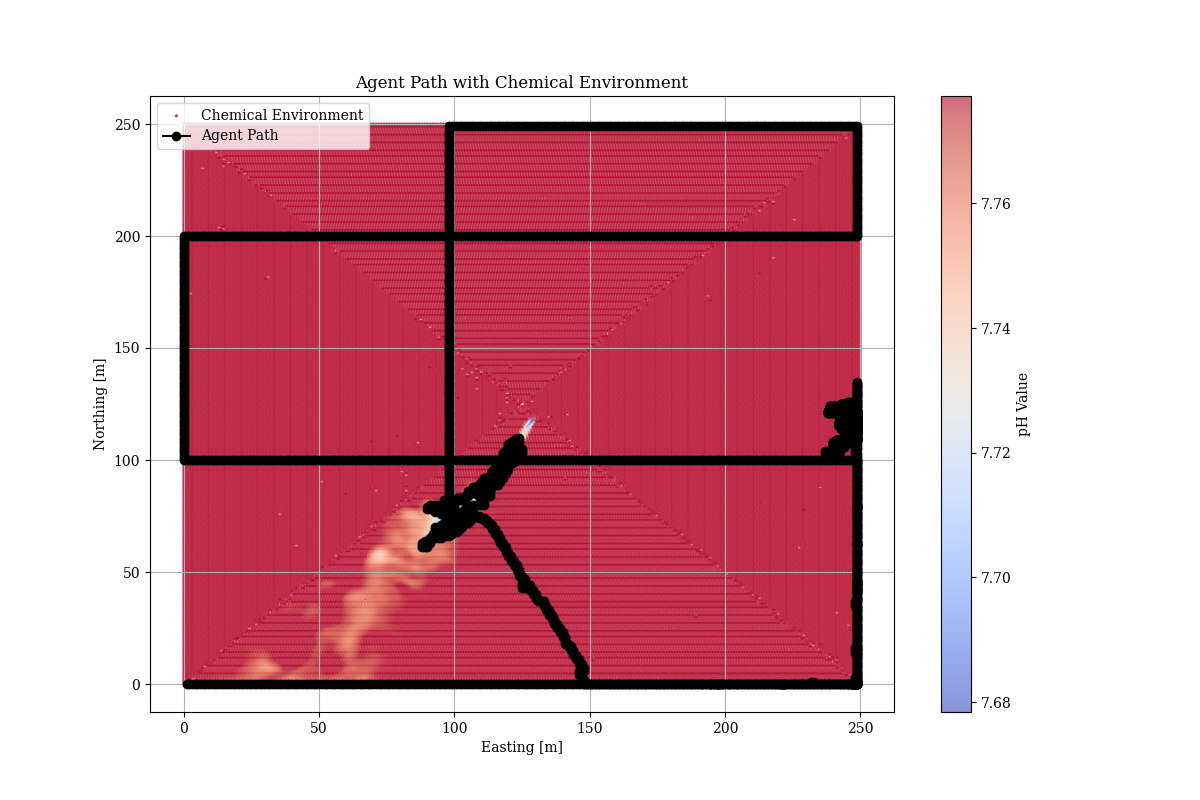 Agent Path with Chemical Environment
Chemical Environment
Agent Path
250
200
150
100
50
0
Northing [m]
0 50 100 150 200 250
Easting [m]
7.76
7.74
7.72
7.70
7.68
pH Value